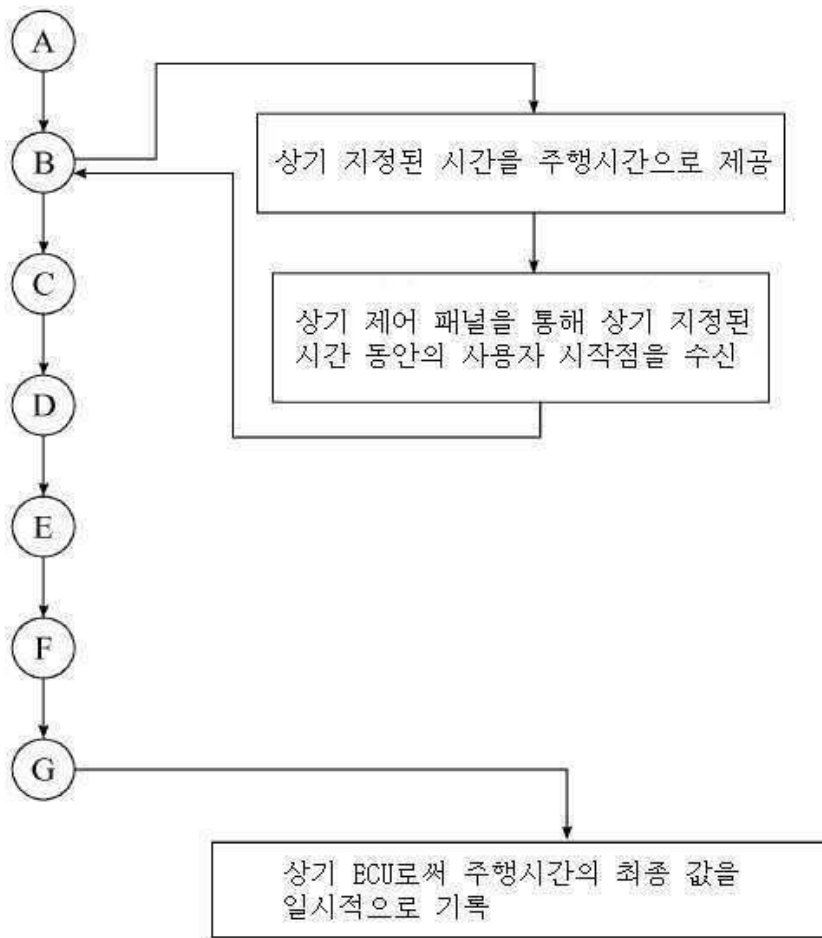 A
B
상기 지정된 시간을 주행시간으로 제공
C
상기 제어 패널을 통해 상기 지정된
시간 동안의 사용자 시작점을 수신
D
E
F
G
상기 ECU로써 주행시간의 최종 값을
일시적으로 기록